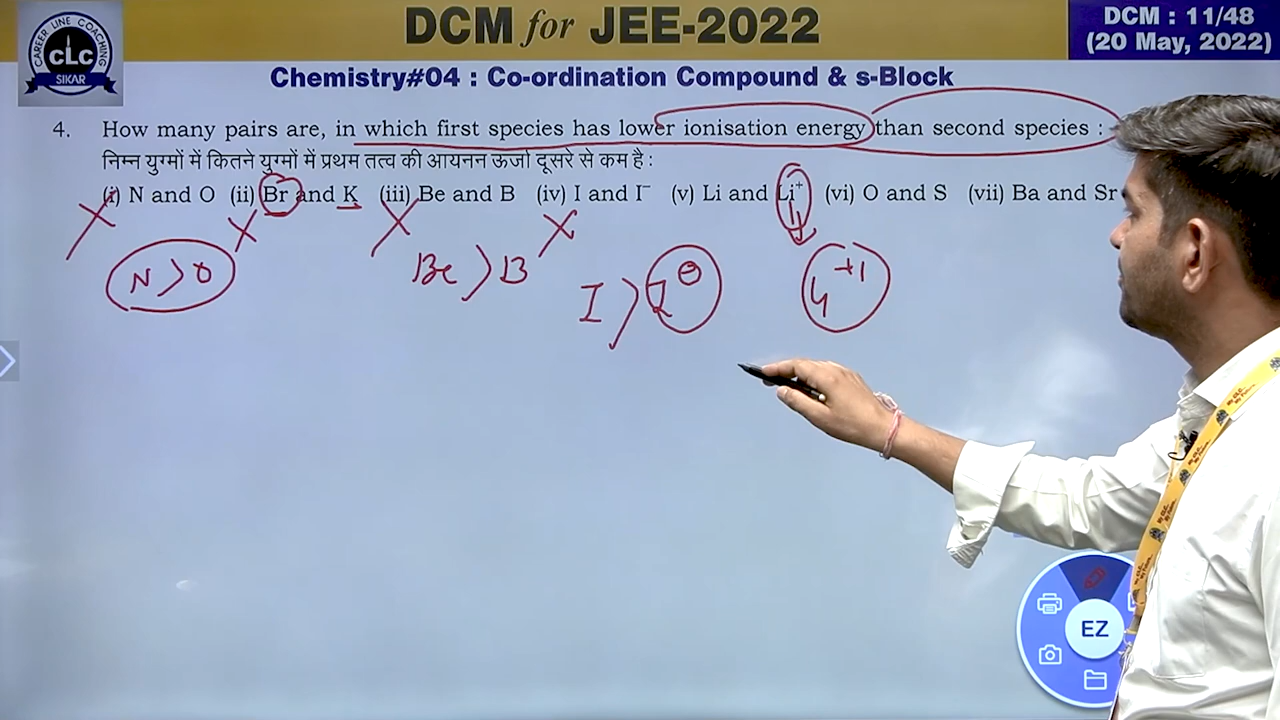 DCM for JEE-2022
DCM : 11/48
(20 May, 2022)
CAREER LINE COACHING
CLC
SIKAR
Chemistry#04 : Co-ordination Compound & s-Block
4. How many pairs are, in which first species has lower ionisation energy than second species :
निम्न युग्मों में कितने युग्मों में प्रथम तत्व की आयनन ऊर्जा दूसरे से कम है :
(i) N and O (ii) Br and K (iii) Be and B (iv) I and I⁻ (v) Li and Li⁺ (vi) O and S (vii) Ba and Sr
N > O
Be > B
I > I⊖
+1
EZ